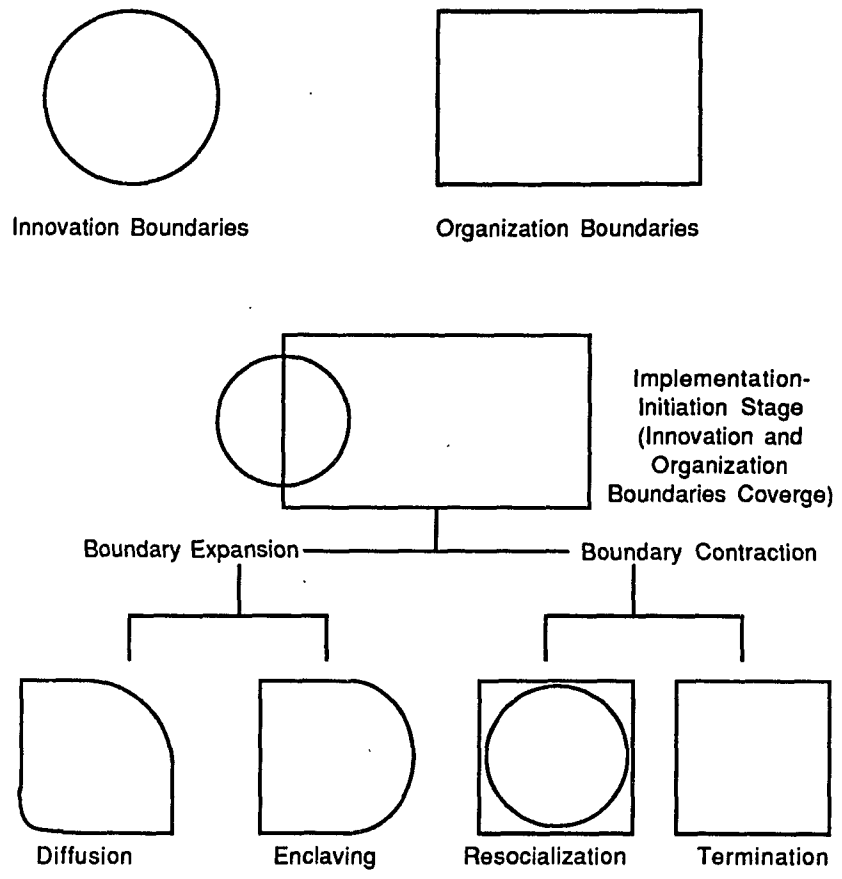 Innovation Boundaries
Organization Boundaries
Implementation-
Initiation Stage
(Innovation and
Organization
Boundaries Coverge)
Boundary Expansion
Boundary Contraction
Diffusion
Enclaving
Resocialization
Termination